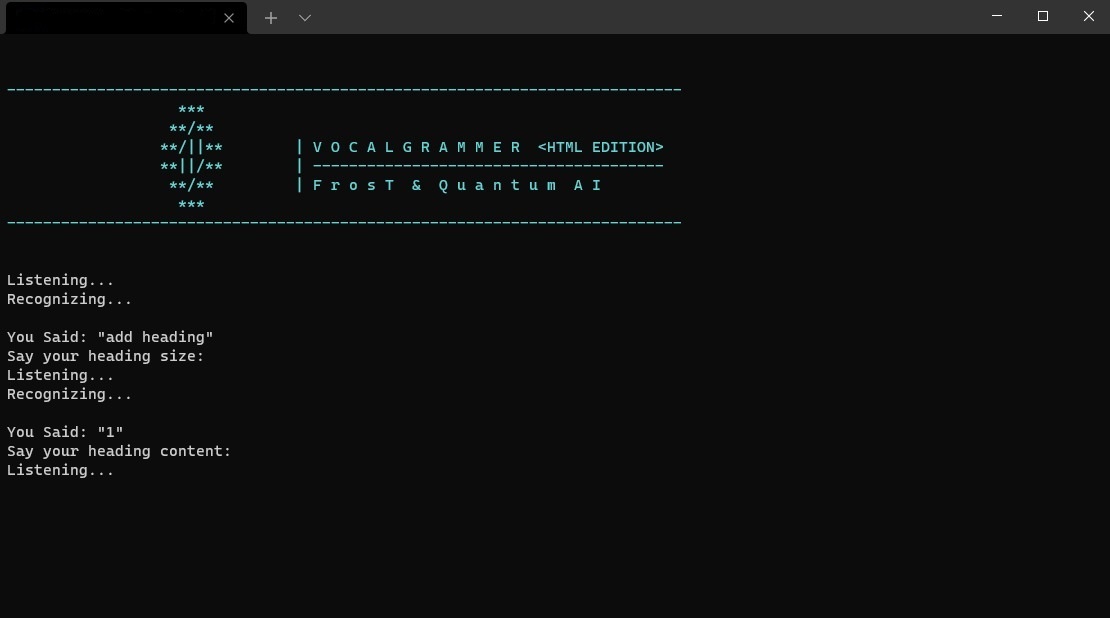 ---------------------------------------------------------------------------
***
**/**
**/||** | V O C A L G R A M M E R <HTML EDITION>
**||/** | ---------------------------------------
**/** | F r o s T & Q u a n t u m A I
***
---------------------------------------------------------------------------
Listening...
Recognizing...
You Said: "add heading"
Say your heading size:
Listening...
Recognizing...
You Said: "1"
Say your heading content:
Listening...